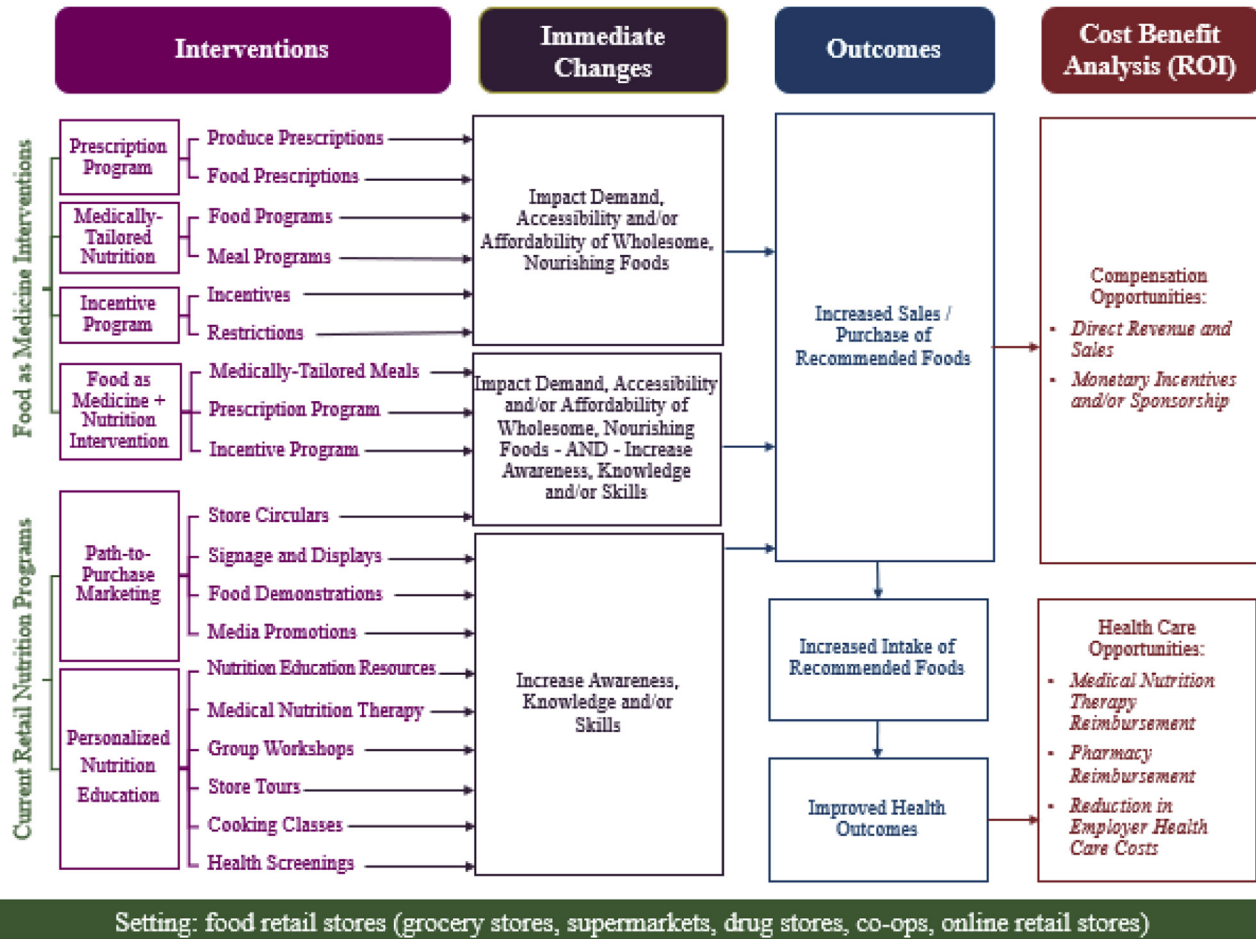 Interventions
Immediate
Changes
Outcomes
Cost Benefit
Analysis (ROI)
Food as Medicine Interventions
Prescription
Program
Produce Prescriptions
Food Prescriptions
Medically-
Tailored
Nutrition
Food Programs
Meal Programs
Incentive
Program
Incentives
Restrictions
Food as
Medicine +
Nutrition
Intervention
Medically-Tailored Meals
Prescription Program
Incentive Program
Current Retail Nutrition Programs
Path-to-
Purchase
Marketing
Store Circulars
Signage and Displays
Food Demonstrations
Media Promotions
Personalized
Nutrition
Education
Nutrition Education Resources
Medical Nutrition Therapy
Group Workshops
Store Tours
Cooking Classes
Health Screenings
Impact Demand,
Accessibility and/or
Affordability of Wholesome,
Nourishing Foods
Impact Demand, Accessibility
and/or Affordability of
Wholesome, Nourishing
Foods - AND - Increase
Awareness, Knowledge
and/or Skills
Increase Awareness,
Knowledge and/or
Skills
Increased Sales /
Purchase of
Recommended Foods
Increased Intake of
Recommended Foods
Improved Health
Outcomes
Compensation
Opportunities:
• Direct Revenue and
Sales
• Monetary Incentives
and/or Sponsorship
Health Care
Opportunities:
• Medical Nutrition
Therapy
Reimbursement
• Pharmacy
Reimbursement
• Reduction in
Employer Health
Care Costs
Setting: food retail stores (grocery stores, supermarkets, drug stores, co-ops, online retail stores)